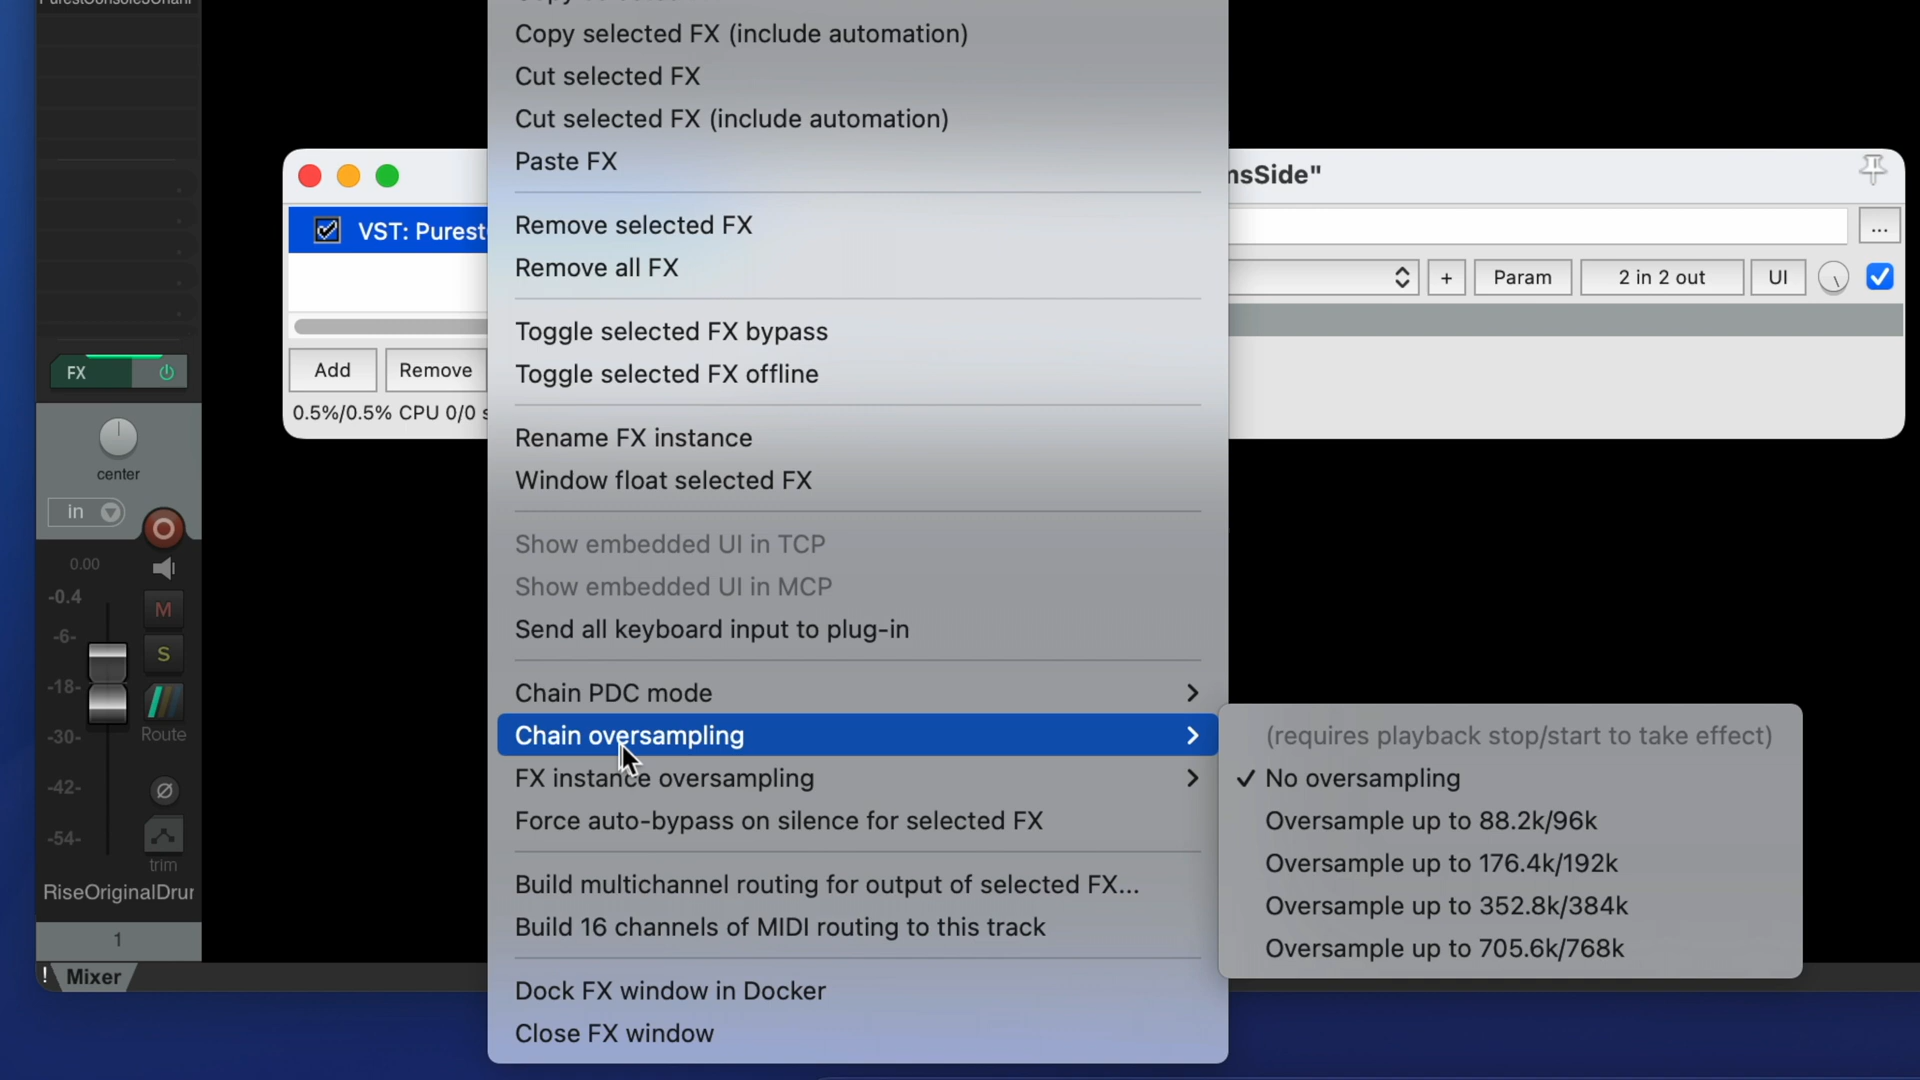 Copy selected FX (include automation)
Cut selected FX
Cut selected FX (include automation)
Paste FX
nsSide"
VST: Purest
...
Remove selected FX
Remove all FX
+
Param
2 in 2 out
UI
Toggle selected FX bypass
Toggle selected FX offline
Add
Remove
0.5%/0.5% CPU 0/0 s
FX
center
in
Rename FX instance
Window float selected FX
Show embedded UI in TCP
Show embedded UI in MCP
Send all keyboard input to plug-in
0.00
-0.4
-6-
-18-
-30-
-42-
-54-
M
S
Route
Ø
trim
Chain PDC mode
Chain oversampling
FX instance oversampling
Force auto-bypass on silence for selected FX
(requires playback stop/start to take effect)
✓ No oversampling
Oversample up to 88.2k/96k
Oversample up to 176.4k/192k
Oversample up to 352.8k/384k
Oversample up to 705.6k/768k
Build multichannel routing for output of selected FX...
Build 16 channels of MIDI routing to this track
RiseOriginalDrur
1
! Mixer
Dock FX window in Docker
Close FX window